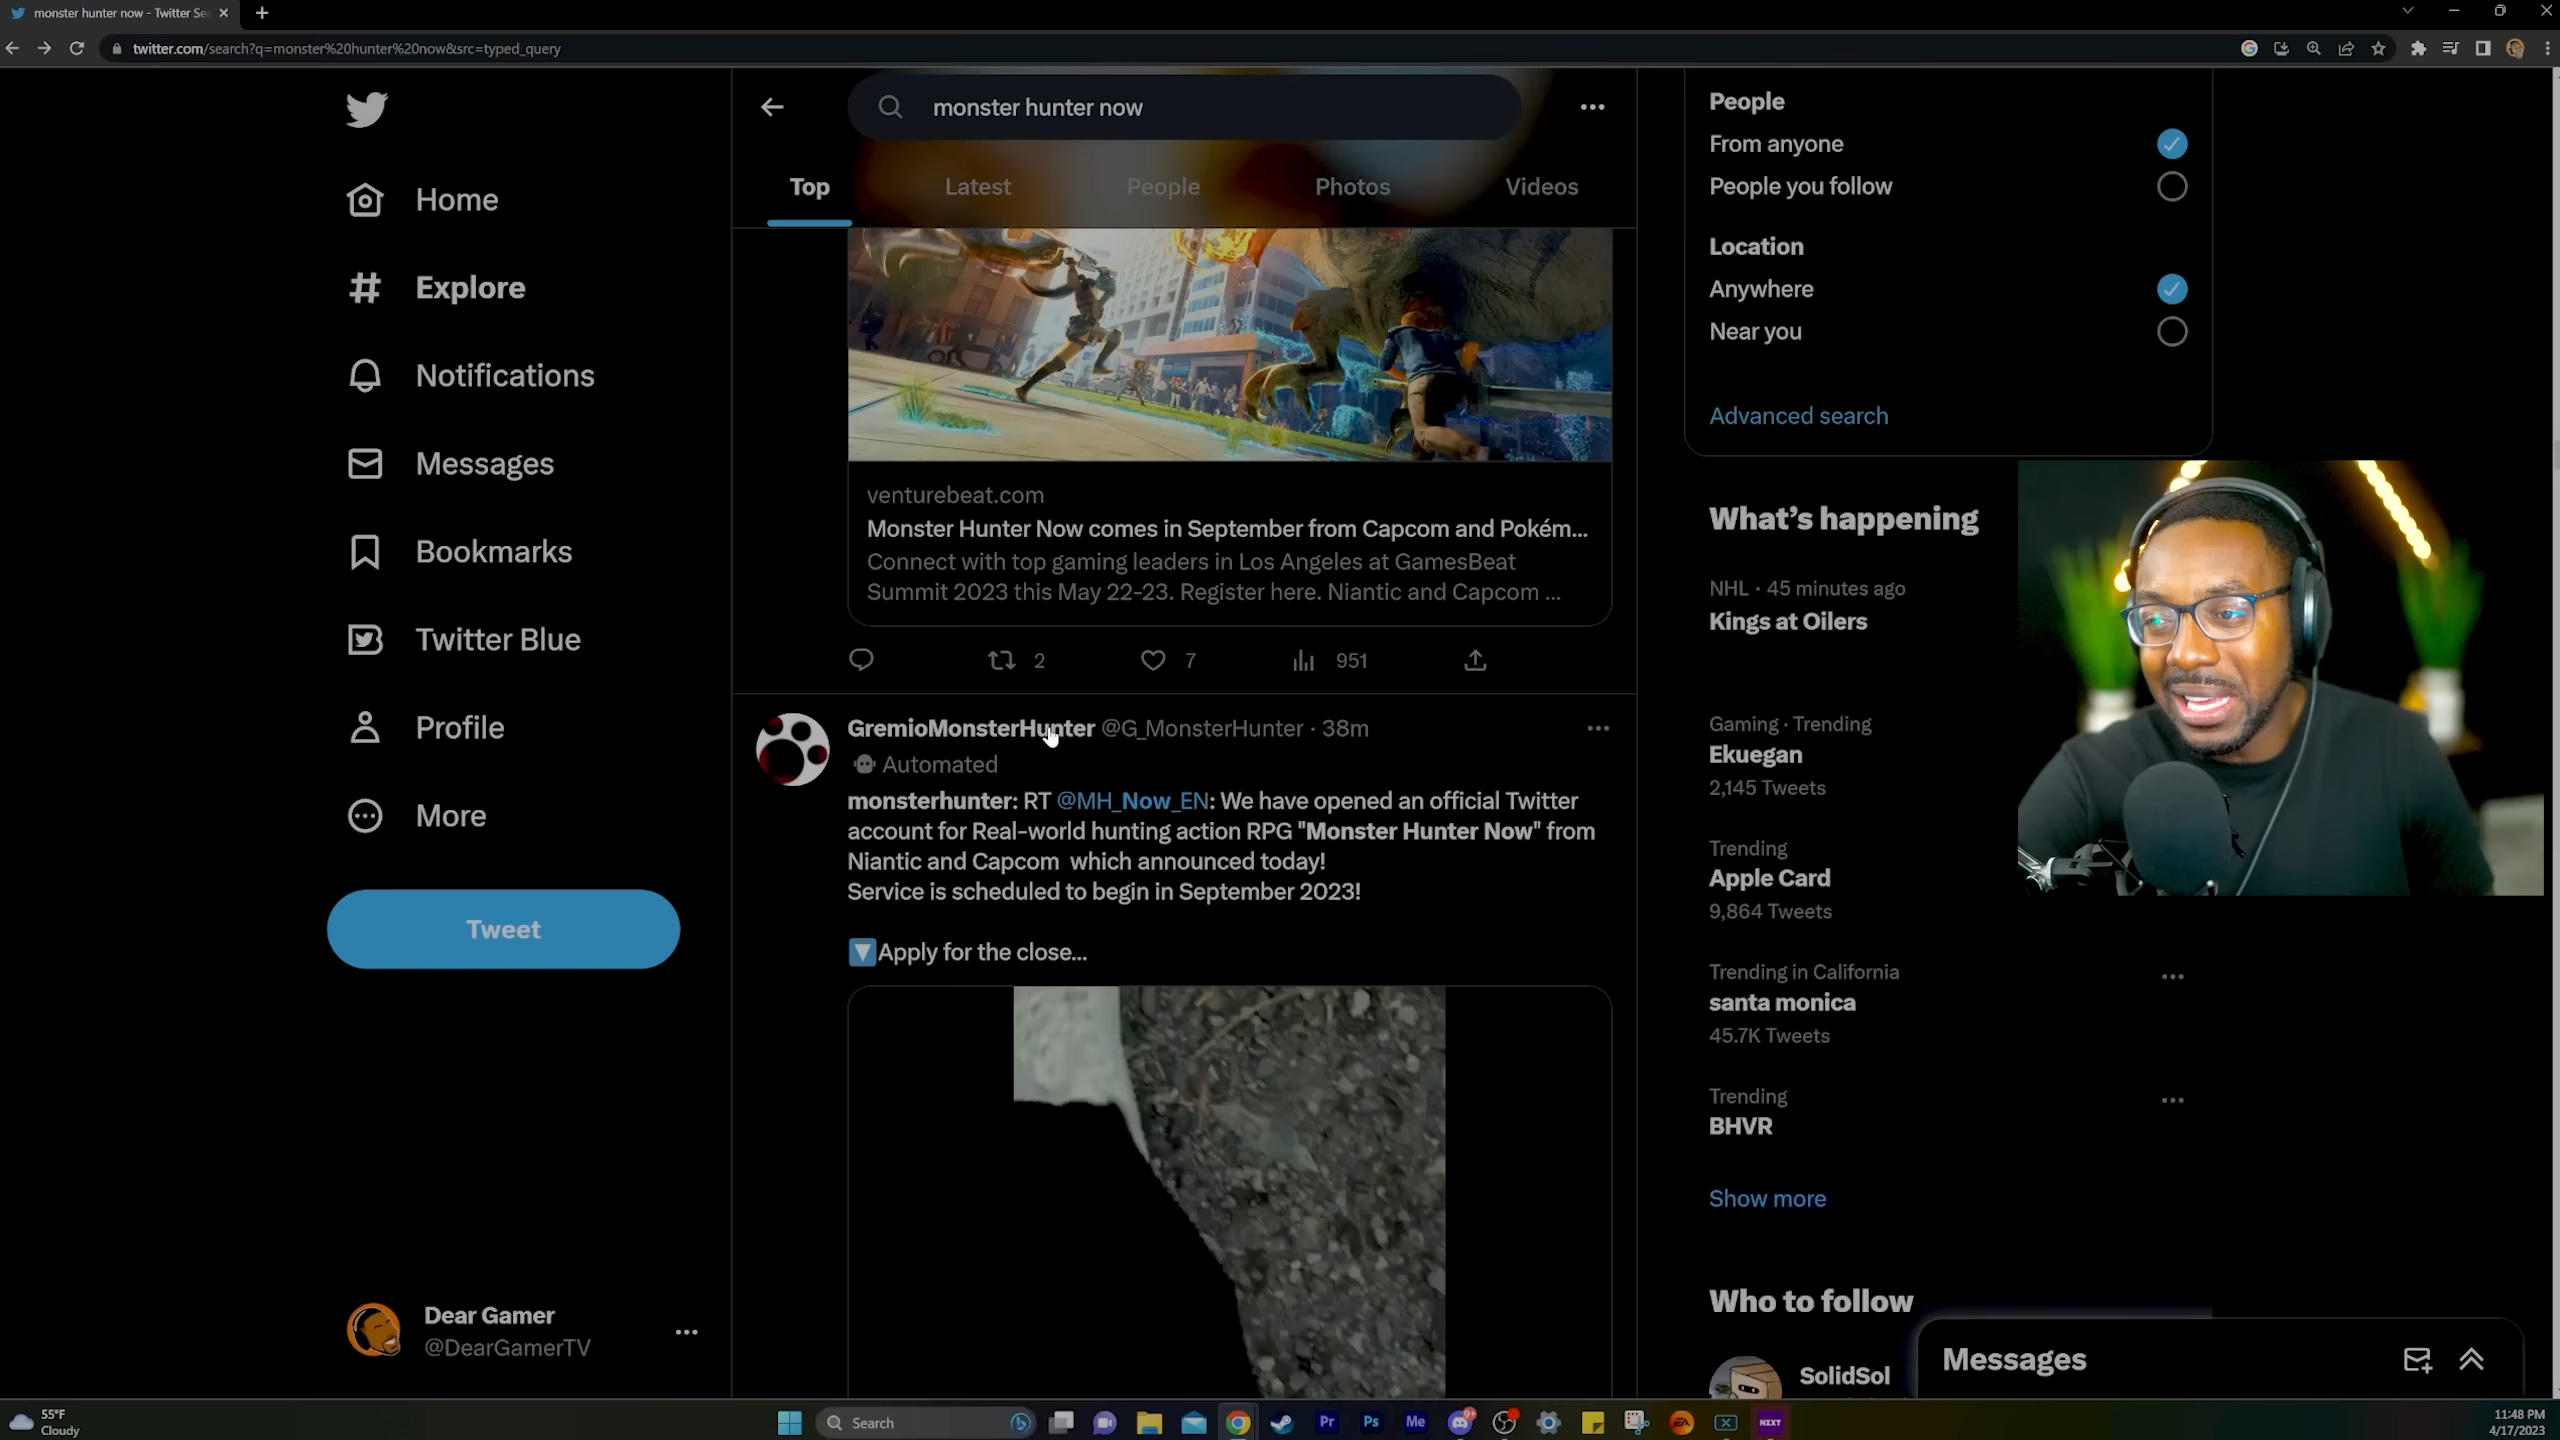 monster hunter now - Twitter Se
twitter.com/search?q=monster%20hunter%20now&src=typed_query
Home
Explore
Notifications
Messages
Bookmarks
Twitter Blue
Profile
More
Tweet
Dear Gamer
@DearGamerTV
monster hunter now
Top
Latest
People
Photos
Videos
venturebeat.com
Monster Hunter Now comes in September from Capcom and Pokém...
Connect with top gaming leaders in Los Angeles at GamesBeat
Summit 2023 this May 22-23. Register here. Niantic and Capcom ...
2
7
951
GremioMonsterHunter @G_MonsterHunter · 38m
Automated
monsterhunter: RT @MH_Now_EN: We have opened an official Twitter
account for Real-world hunting action RPG "Monster Hunter Now" from
Niantic and Capcom which announced today!
Service is scheduled to begin in September 2023!
Apply for the close...
People
From anyone
People you follow
Location
Anywhere
Near you
Advanced search
What's happening
NHL · 45 minutes ago
Kings at Oilers
Gaming · Trending
Ekuegan
2,145 Tweets
Trending
Apple Card
9,864 Tweets
Trending in California
santa monica
45.7K Tweets
Trending
BHVR
Show more
Who to follow
SolidSol
Messages
55°F
Cloudy
Search
Pr
Ps
Me
9+
EA
NZXT
11:48 PM
4/17/2023